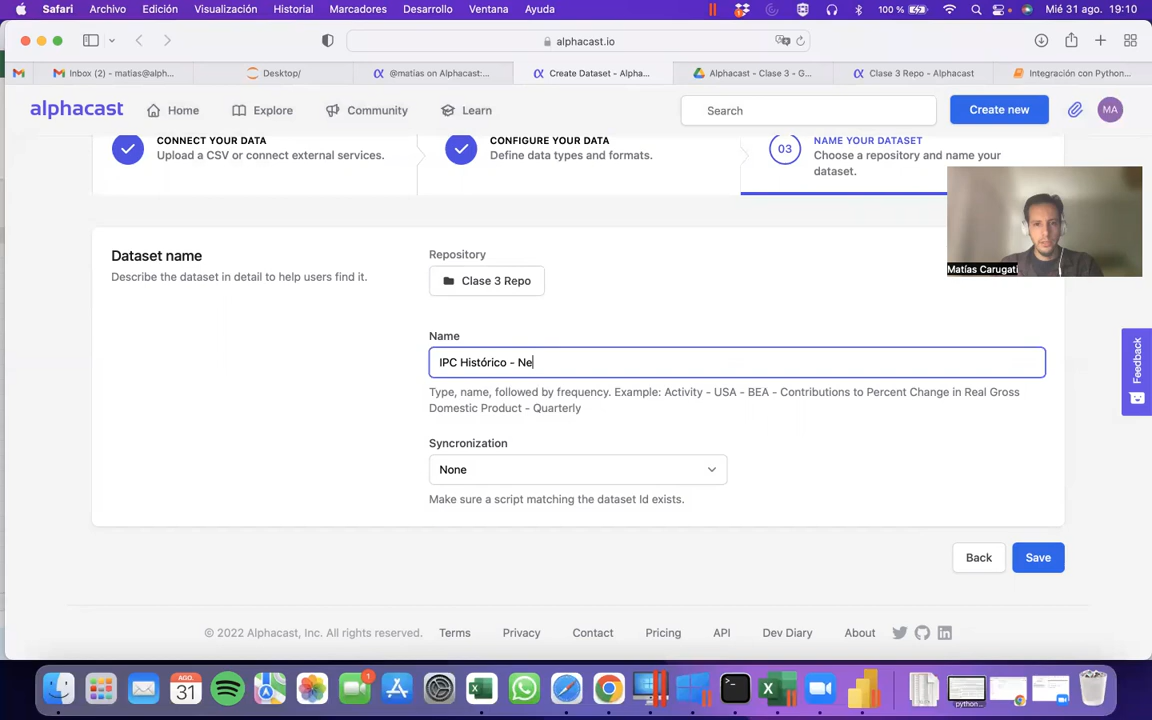 Safari Archivo Edición Visualización Historial Marcadores Desarrollo Ventana Ayuda 100 % Mié 31 ago. 19:10
alphacast.io
Inbox (2) - matias@alph... Desktop/ @matias on Alphacast:... Create Dataset - Alpha... Alphacast - Clase 3 - G... Clase 3 Repo - Alphacast Integración con Python...
alphacast Home Explore Community Learn Search Create new MA
CONNECT YOUR DATA
Upload a CSV or connect external services.
CONFIGURE YOUR DATA
Define data types and formats.
03
NAME YOUR DATASET
Choose a repository and name your
dataset.
Matías Carugati
Dataset name
Describe the dataset in detail to help users find it.
Repository
Clase 3 Repo
Name
IPC Histórico - Ne
Type, name, followed by frequency. Example: Activity - USA - BEA - Contributions to Percent Change in Real Gross
Domestic Product - Quarterly
Syncronization
None
Make sure a script matching the dataset Id exists.
Feedback
Back Save
© 2022 Alphacast, Inc. All rights reserved. Terms Privacy Contact Pricing API Dev Diary About
AGO.
31
1
python...